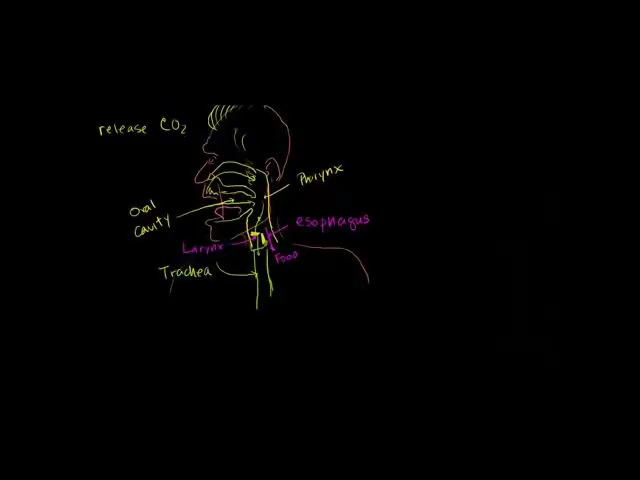 release CO2
Pharynx
Oral
cavity
esophagus
Larynx
Food
Trachea